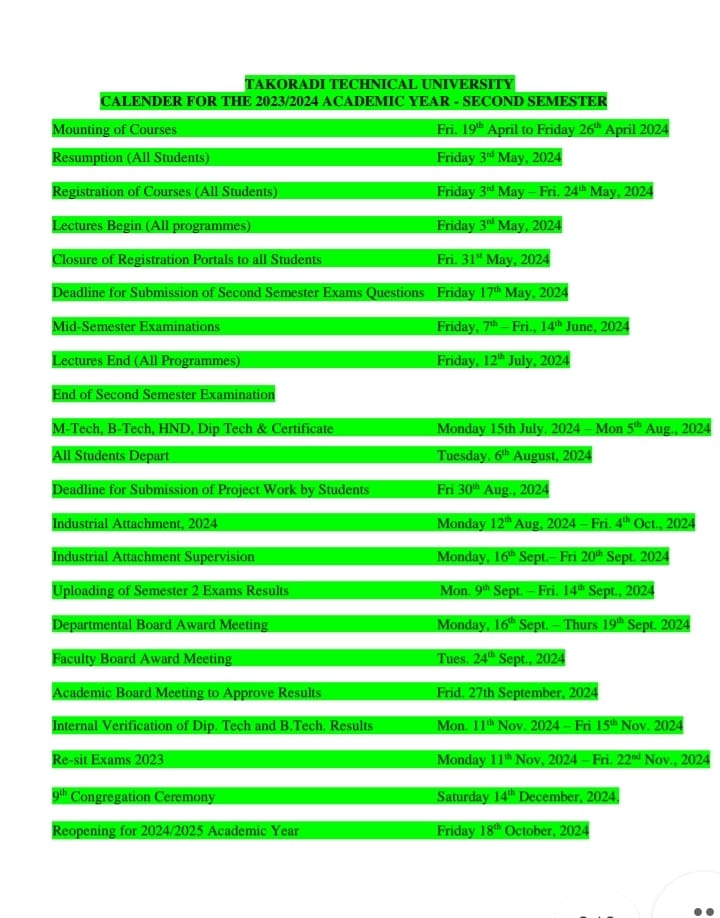 TAKORADI TECHNICAL UNIVERSITY
CALENDER FOR THE 2023/2024 ACADEMIC YEAR - SECOND SEMESTER
Mounting of Courses Fri. 19th April to Friday 26th April 2024
Resumption (All Students) Friday 3rd May, 2024
Registration of Courses (All Students) Friday 3rd May – Fri. 24th May, 2024
Lectures Begin (All programmes) Friday 3rd May, 2024
Closure of Registration Portals to all Students Fri. 31st May, 2024
Deadline for Submission of Second Semester Exams Questions Friday 17th May, 2024
Mid-Semester Examinations Friday, 7th – Fri., 14th June, 2024
Lectures End (All Programmes) Friday, 12th July, 2024
End of Second Semester Examination
M-Tech, B-Tech, HND, Dip Tech & Certificate Monday 15th July. 2024 – Mon 5th Aug., 2024
All Students Depart Tuesday. 6th August, 2024
Deadline for Submission of Project Work by Students Fri 30th Aug., 2024
Industrial Attachment, 2024 Monday 12th Aug, 2024 – Fri. 4th Oct., 2024
Industrial Attachment Supervision Monday, 16th Sept.– Fri 20th Sept. 2024
Uploading of Semester 2 Exams Results Mon. 9th Sept. – Fri. 14th Sept., 2024
Departmental Board Award Meeting Monday, 16th Sept. – Thurs 19th Sept. 2024
Faculty Board Award Meeting Tues. 24th Sept., 2024
Academic Board Meeting to Approve Results Frid. 27th September, 2024
Internal Verification of Dip. Tech and B.Tech. Results Mon. 11th Nov. 2024 – Fri 15th Nov. 2024
Re-sit Exams 2023 Monday 11th Nov, 2024 – Fri. 22nd Nov., 2024
9th Congregation Ceremony Saturday 14th December, 2024.
Reopening for 2024/2025 Academic Year Friday 18th October, 2024